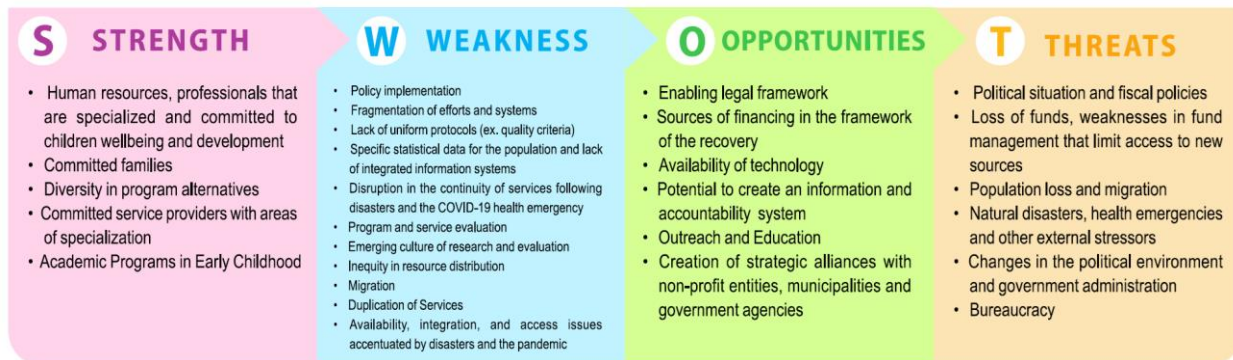 S STRENGTH
• Human resources, professionals that
are specialized and committed to
children wellbeing and development
• Committed families
• Diversity in program alternatives
• Committed service providers with areas
of specialization
• Academic Programs in Early Childhood
W WEAKNESS
• Policy implementation
• Fragmentation of efforts and systems
• Lack of uniform protocols (ex. quality criteria)
• Specific statistical data for the population and lack
of integrated information systems
• Disruption in the continuity of services following
disasters and the COVID-19 health emergency
• Program and service evaluation
• Emerging culture of research and evaluation
• Inequity in resource distribution
• Migration
• Duplication of Services
• Availability, integration, and access issues
accentuated by disasters and the pandemic
O OPPORTUNITIES
• Enabling legal framework
• Sources of financing in the framework
of the recovery
• Availability of technology
• Potential to create an information and
accountability system
• Outreach and Education
• Creation of strategic alliances with
non-profit entities, municipalities and
government agencies
T THREATS
• Political situation and fiscal policies
• Loss of funds, weaknesses in fund
management that limit access to new
sources
• Population loss and migration
• Natural disasters, health emergencies
and other external stressors
• Changes in the political environment
and government administration
• Bureaucracy